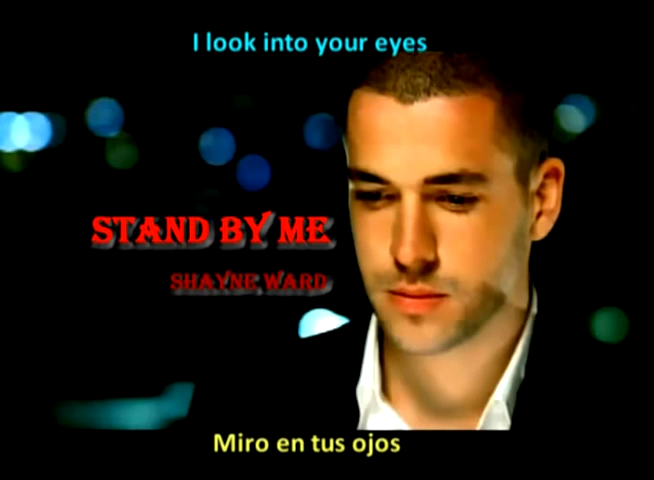 I look into your eyes
STAND BY ME
SHAYNE WARD
Miro en tus ojos